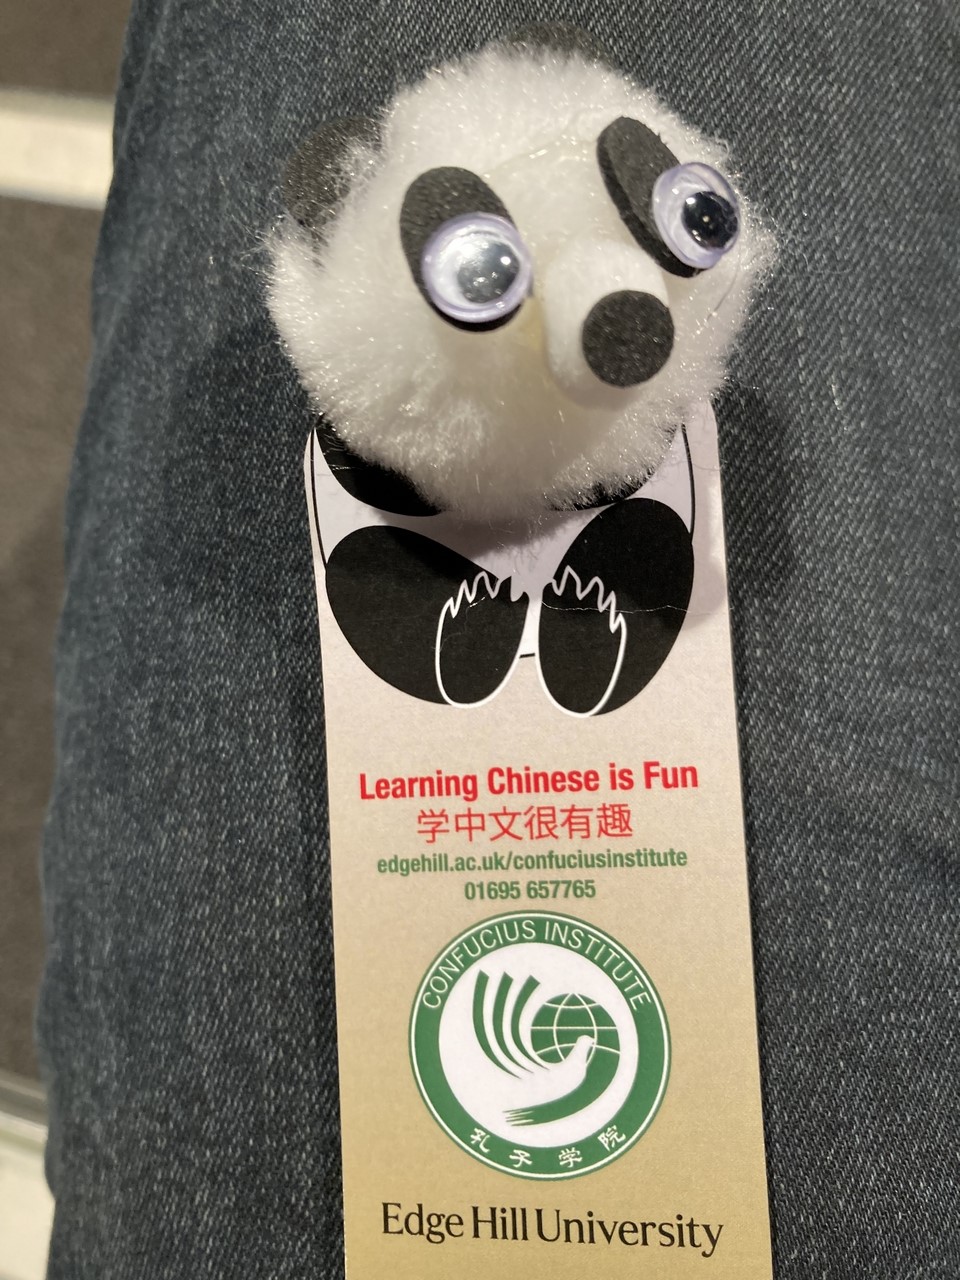 Learning Chinese is Fun
学中文很有趣
edgehill.ac.uk/confuciusinstitute
01695 657765
CONFUCIUS INSTITUTE
孔子学院
Edge Hill University